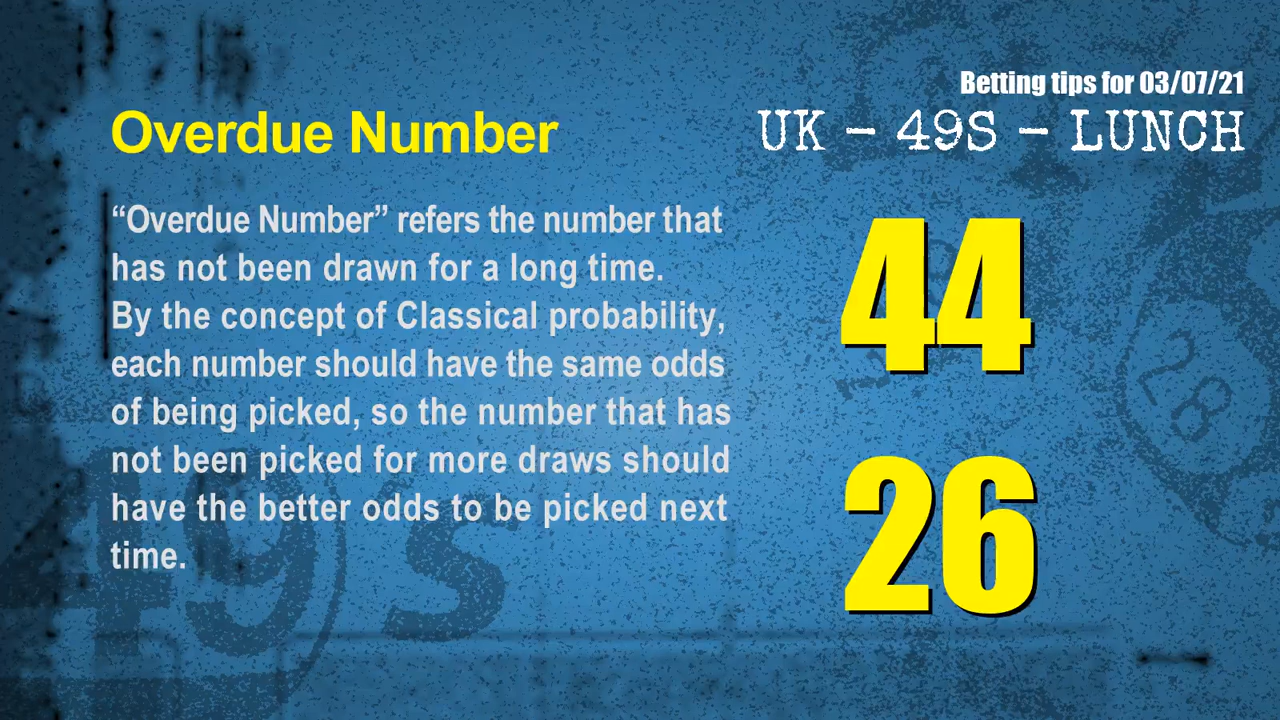 Betting tips for 03/07/21
UK - 49S - LUNCH
Overdue Number
“Overdue Number” refers the number that
has not been drawn for a long time.
By the concept of Classical probability,
each number should have the same odds
of being picked, so the number that has
not been picked for more draws should
have the better odds to be picked next
time.
44
26
28
49s